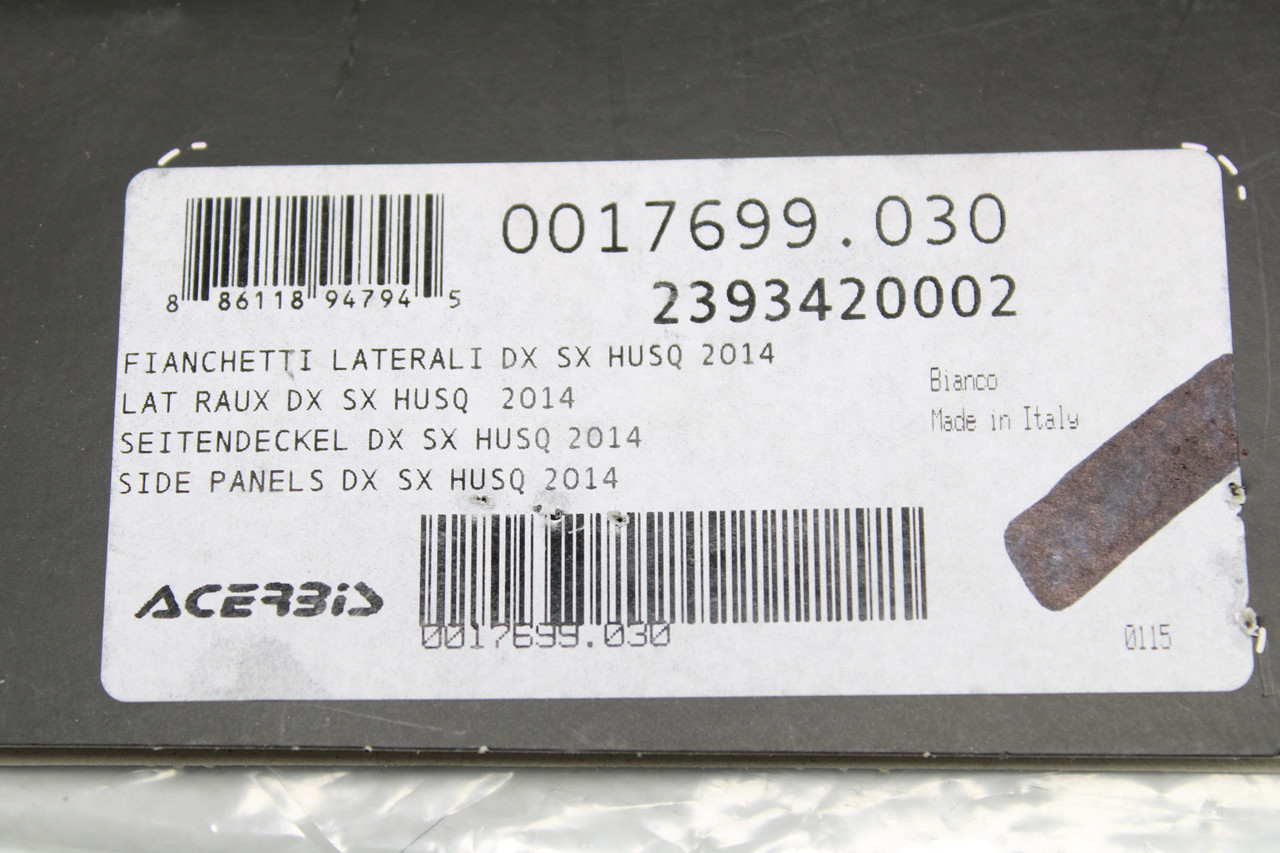 0017699.030
8 86118 94794 5
2393420002
FIANCHETTI LATERALI DX SX HUSQ 2014
LAT RAUX DX SX HUSQ 2014
SEITENDECKEL DX SX HUSQ 2014
SIDE PANELS DX SX HUSQ 2014
Bianco
Made in Italy
ACERBIS
0017699.030
0115